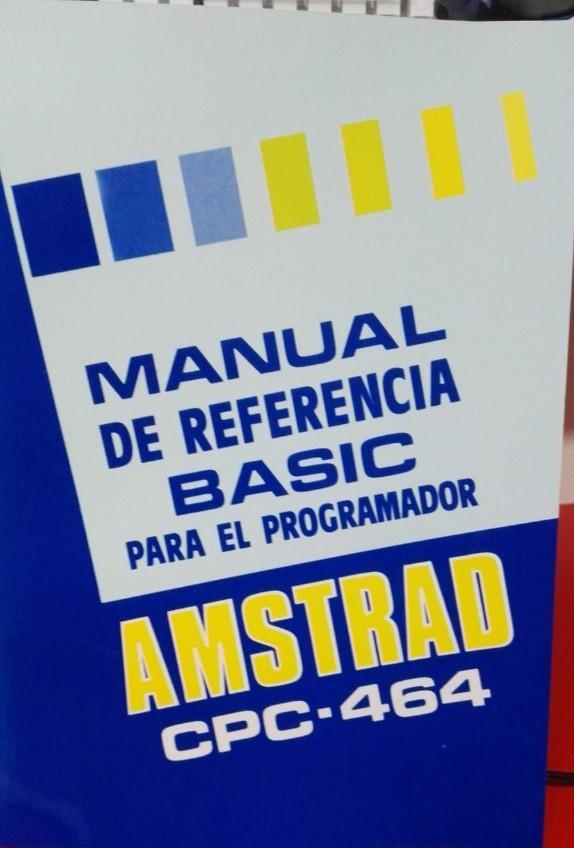 MANUAL
DE REFERENCIA
BASIC
PARA EL PROGRAMADOR
AMSTRAD
CPC·464